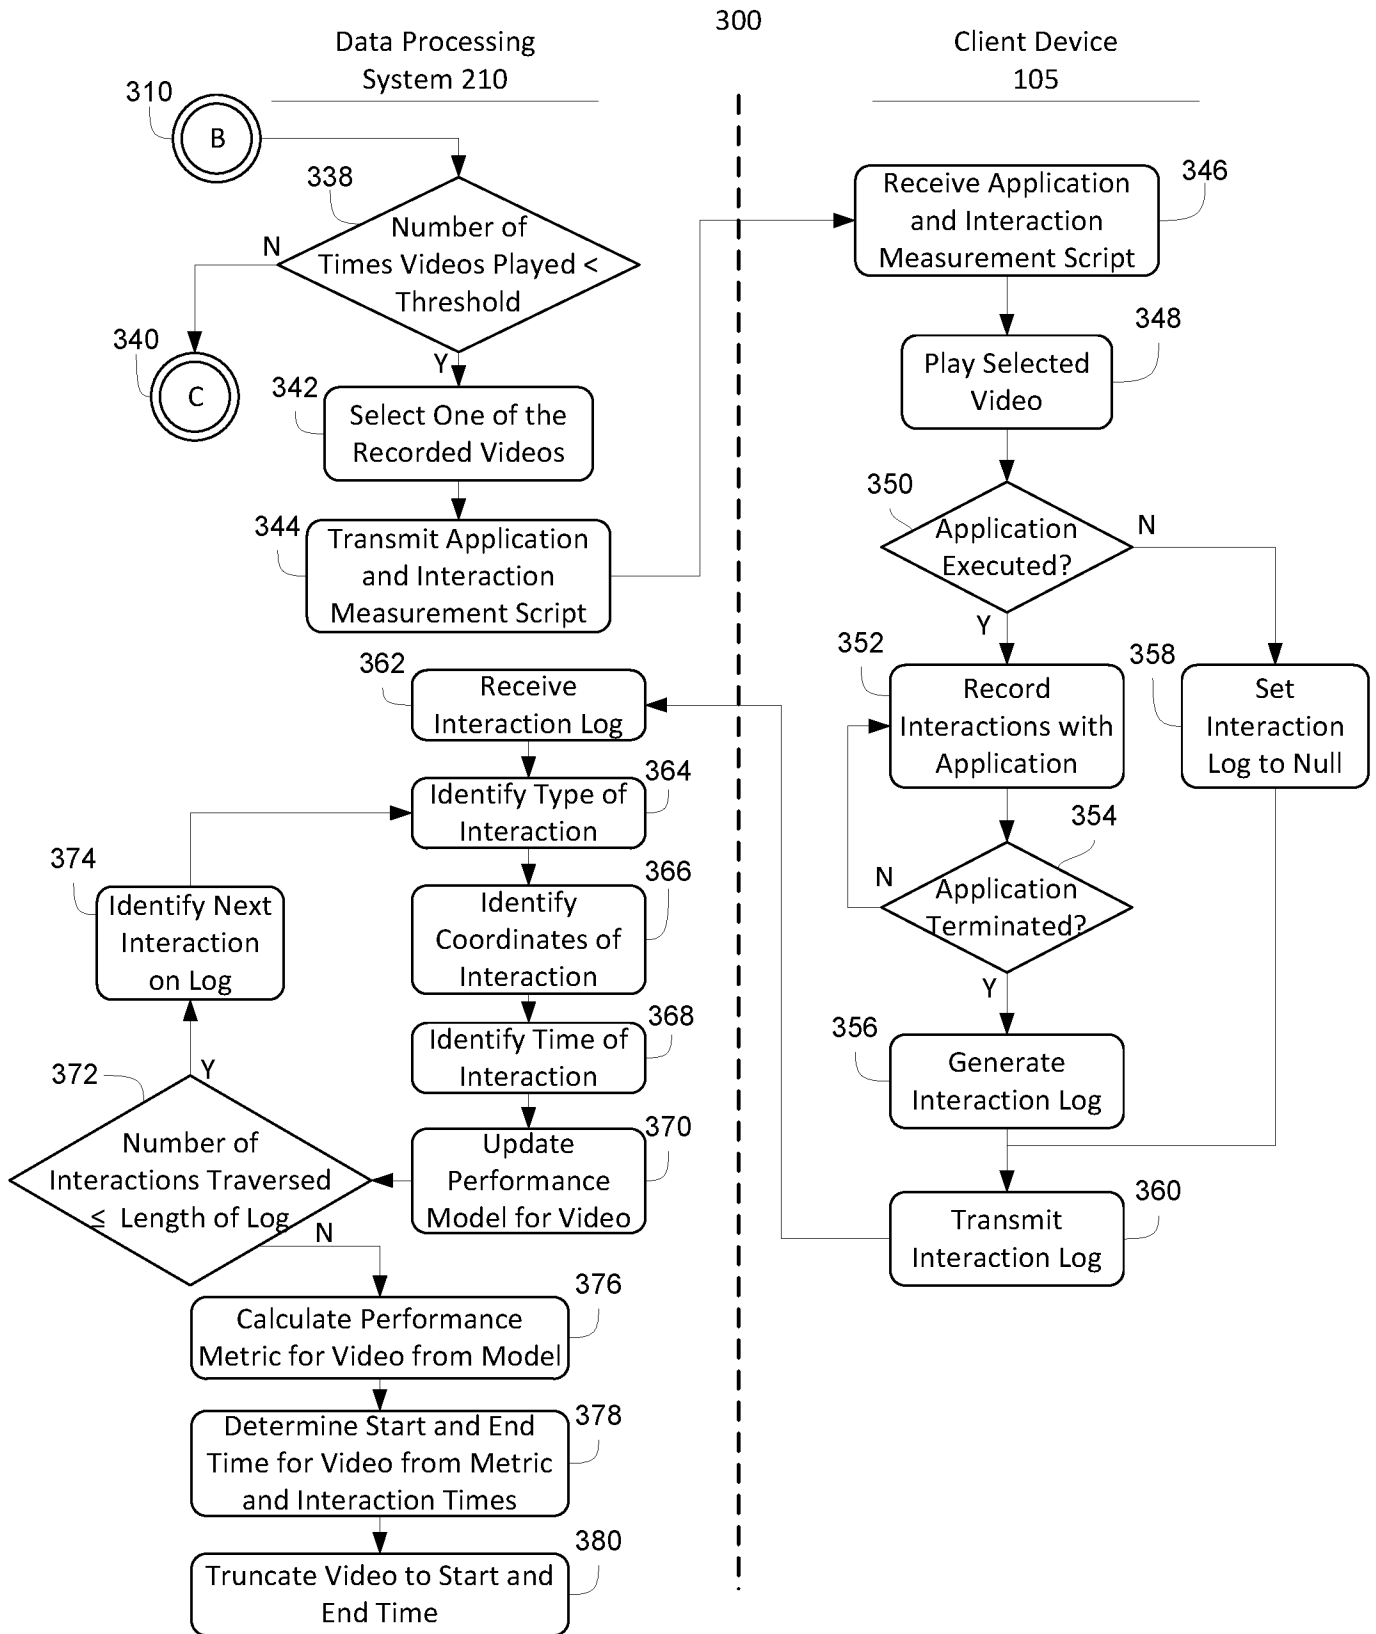 300
Data Processing
System 210
Client Device
105
310
B
338
Number of
Times Videos Played <
Threshold
N
Y
340
C
342
Select One of the
Recorded Videos
344
Transmit Application
and Interaction
Measurement Script
346
Receive Application
and Interaction
Measurement Script
348
Play Selected
Video
350
Application
Executed?
N
Y
352
Record
Interactions with
Application
358
Set
Interaction
Log to Null
354
Application
Terminated?
N
Y
356
Generate
Interaction Log
360
Transmit
Interaction Log
362
Receive
Interaction Log
364
Identify Type of
Interaction
366
Identify
Coordinates of
Interaction
368
Identify Time of
Interaction
370
Update
Performance
Model for Video
372
Number of
Interactions Traversed
≤ Length of Log
Y
N
374
Identify Next
Interaction
on Log
376
Calculate Performance
Metric for Video from Model
378
Determine Start and End
Time for Video from Metric
and Interaction Times
380
Truncate Video to Start and
End Time